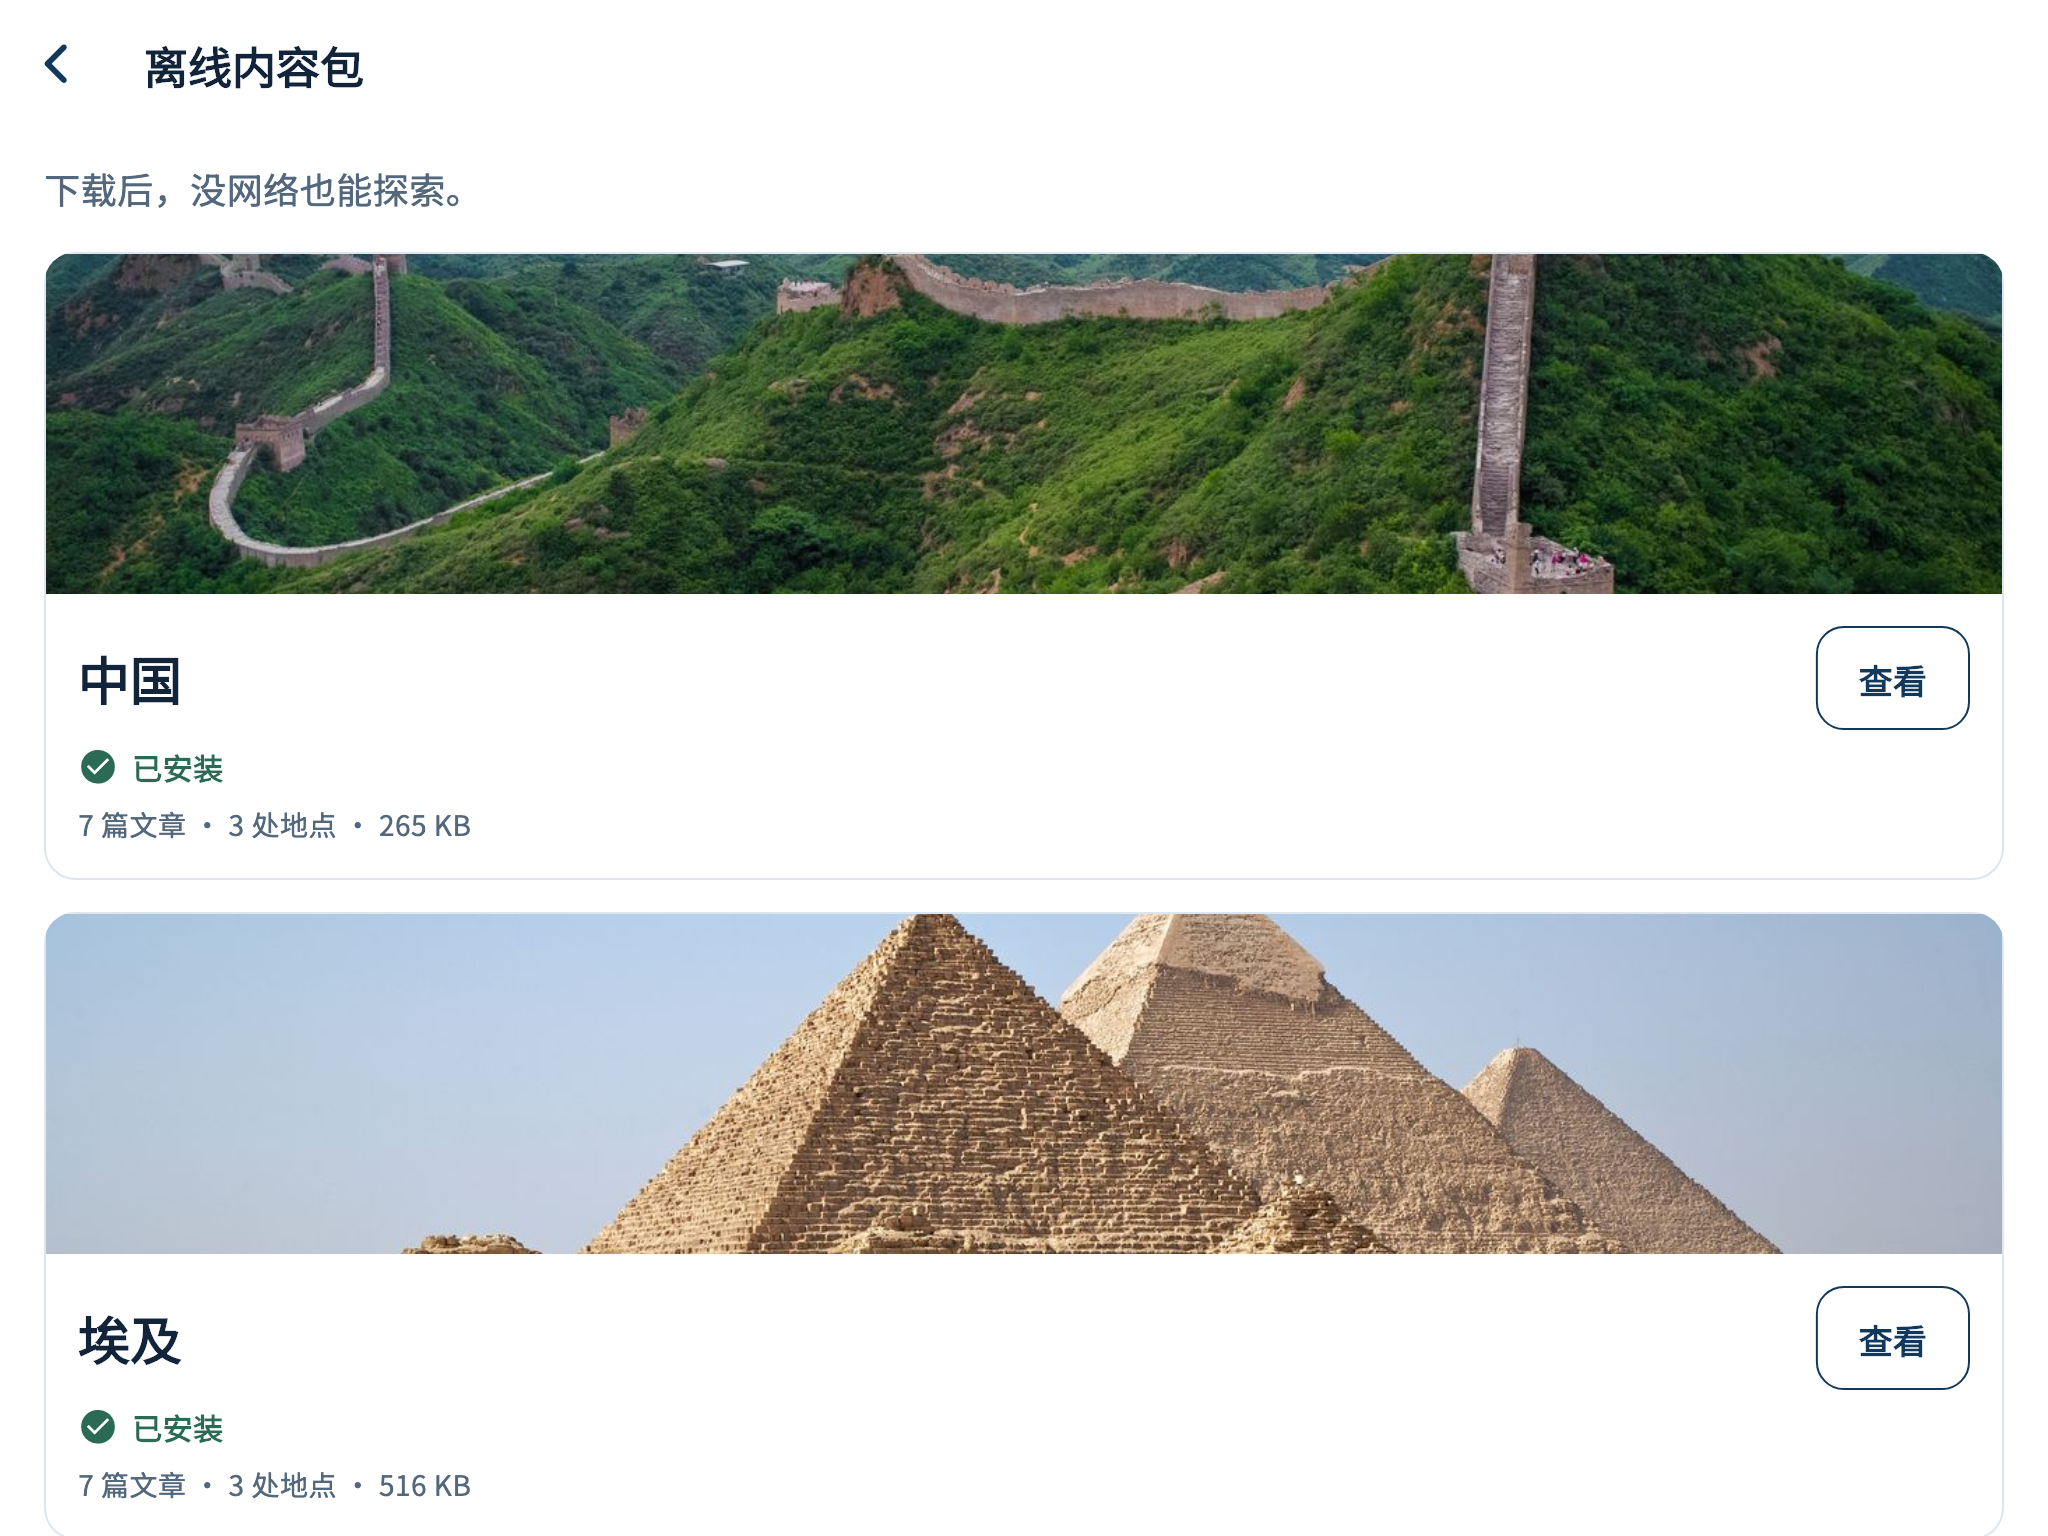 离线内容包
下载后，没网络也能探索。
中国
查看
已安装
7 篇文章 · 3 处地点 · 265 KB
埃及
查看
已安装
7 篇文章 · 3 处地点 · 516 KB